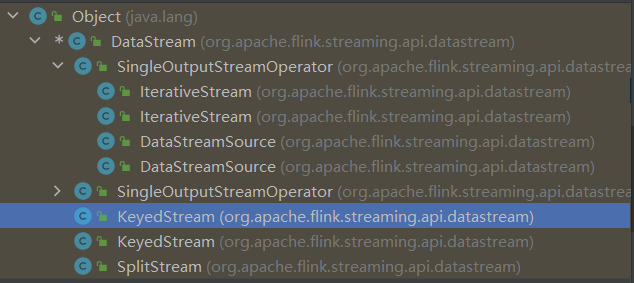 Object (java.lang)
* DataStream (org.apache.flink.streaming.api.datastream)
SingleOutputStreamOperator (org.apache.flink.streaming.api.datastrea
IterativeStream (org.apache.flink.streaming.api.datastream)
IterativeStream (org.apache.flink.streaming.api.datastream)
DataStreamSource (org.apache.flink.streaming.api.datastream)
DataStreamSource (org.apache.flink.streaming.api.datastream)
SingleOutputStreamOperator (org.apache.flink.streaming.api.datastrea
KeyedStream (org.apache.flink.streaming.api.datastream)
KeyedStream (org.apache.flink.streaming.api.datastream)
SplitStream (org.apache.flink.streaming.api.datastream)